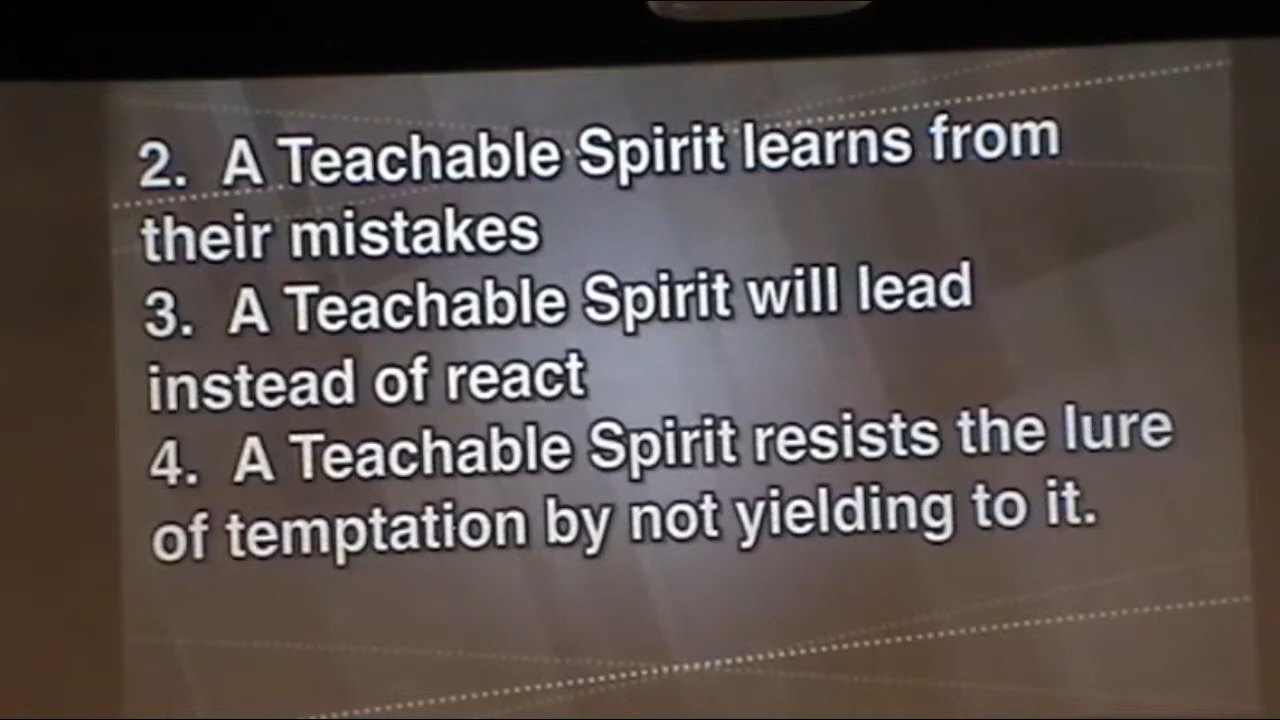 2. A Teachable Spirit learns from
their mistakes
3. A Teachable Spirit will lead
instead of react
4. A Teachable Spirit resists the lure
of temptation by not yielding to it.